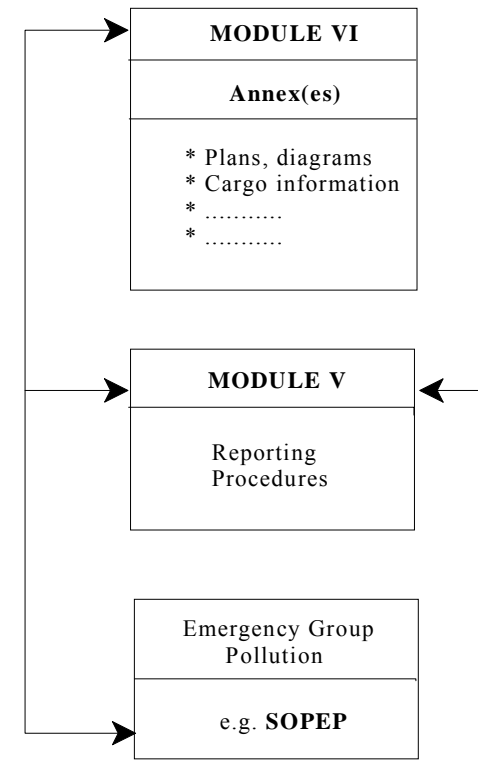 MODULE VI
Annex(es)
* Plans, diagrams
* Cargo information
* ...........
* ...........
MODULE V
Reporting
Procedures
Emergency Group
Pollution
e.g. SOPEP